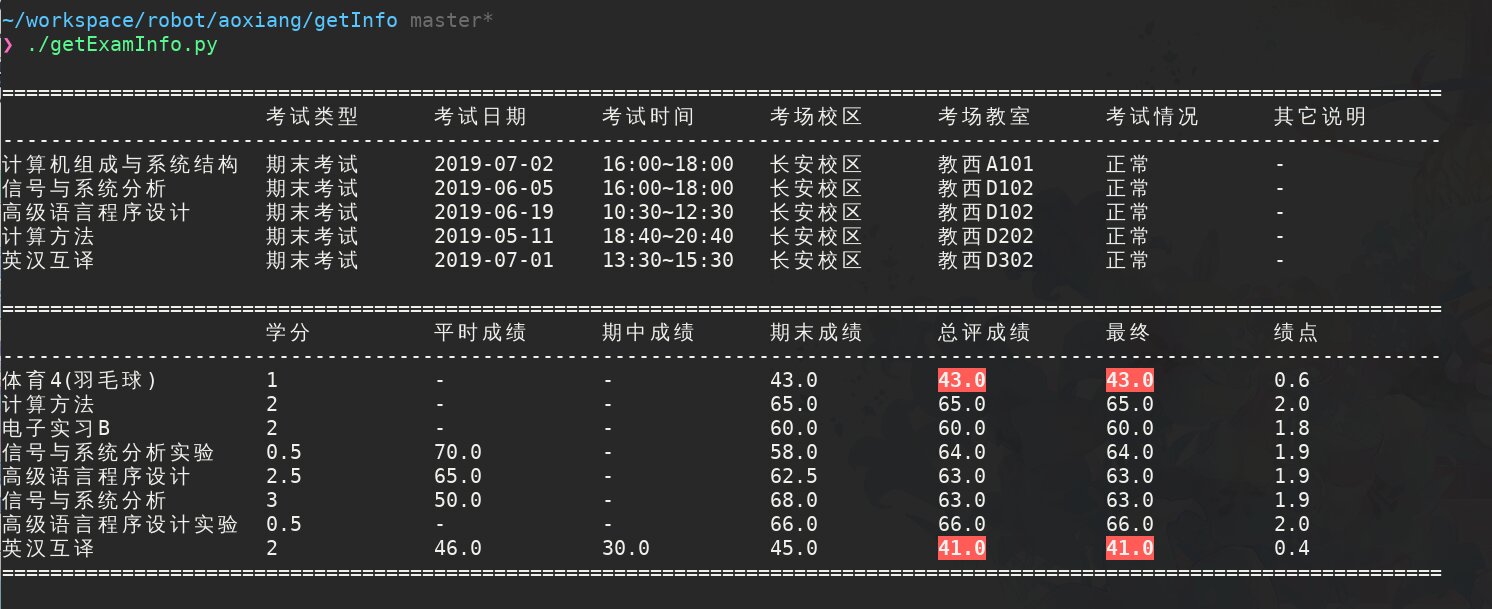 ~/workspace/robot/aoxiang/getInfo master*
❯ ./getExamInfo.py
========================================================================================================================
考试类型 考试日期 考试时间 考场校区 考场教室 考试情况 其它说明
------------------------------------------------------------------------------------------------------------------------
计算机组成与系统结构 期末考试 2019-07-02 16:00~18:00 长安校区 教西A101 正常 -
信号与系统分析 期末考试 2019-06-05 16:00~18:00 长安校区 教西D102 正常 -
高级语言程序设计 期末考试 2019-06-19 10:30~12:30 长安校区 教西D102 正常 -
计算方法 期末考试 2019-05-11 18:40~20:40 长安校区 教西D202 正常 -
英汉互译 期末考试 2019-07-01 13:30~15:30 长安校区 教西D302 正常 -
========================================================================================================================
学分 平时成绩 期中成绩 期末成绩 总评成绩 最终 绩点
------------------------------------------------------------------------------------------------------------------------
体育4(羽毛球) 1 - - 43.0 43.0 43.0 0.6
计算方法 2 - - 65.0 65.0 65.0 2.0
电子实习B 2 - - 60.0 60.0 60.0 1.8
信号与系统分析实验 0.5 70.0 - 58.0 64.0 64.0 1.9
高级语言程序设计 2.5 65.0 - 62.5 63.0 63.0 1.9
信号与系统分析 3 50.0 - 68.0 63.0 63.0 1.9
高级语言程序设计实验 0.5 - - 66.0 66.0 66.0 2.0
英汉互译 2 46.0 30.0 45.0 41.0 41.0 0.4
========================================================================================================================